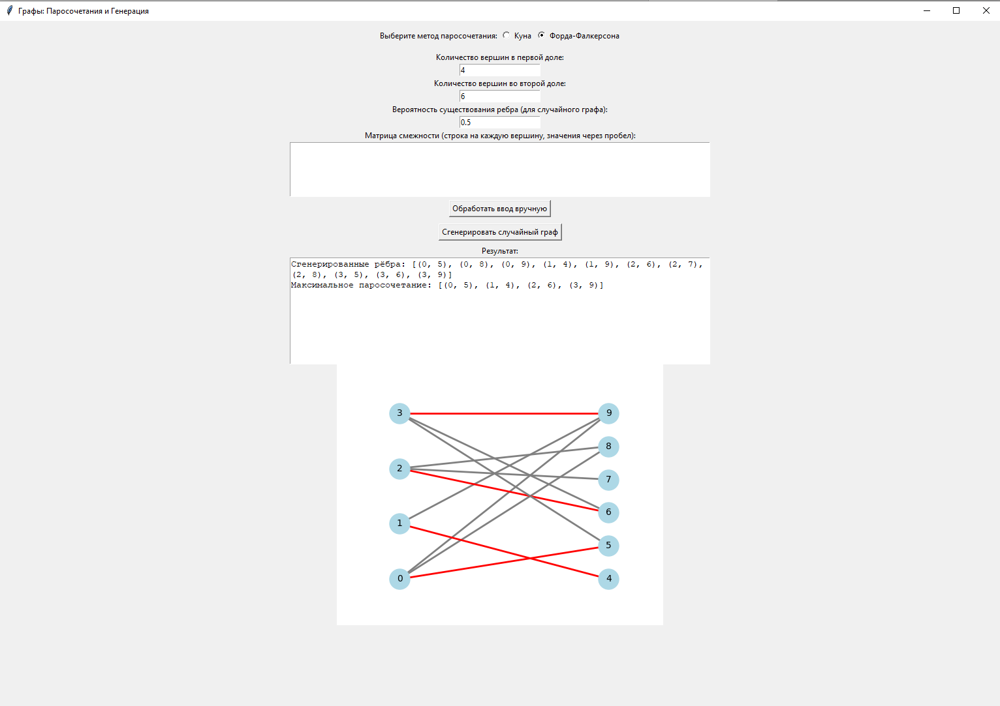 Графы: Паросочетания и Генерация
Выберите метод паросочетания: Куна Форда-Фалкерсона
Количество вершин в первой доле:
4
Количество вершин во второй доле:
6
Вероятность существования ребра (для случайного графа):
0.5
Матрица смежности (строка на каждую вершину, значения через пробел):
Обработать ввод вручную
Сгенерировать случайный граф
Результат:
Сгенерированные рёбра: [(0, 5), (0, 8), (0, 9), (1, 4), (1, 9), (2, 6), (2, 7),
(2, 8), (3, 5), (3, 6), (3, 9)]
Максимальное паросочетание: [(0, 5), (1, 4), (2, 6), (3, 9)]
3 9
8
2
7
6
1
5
0 4